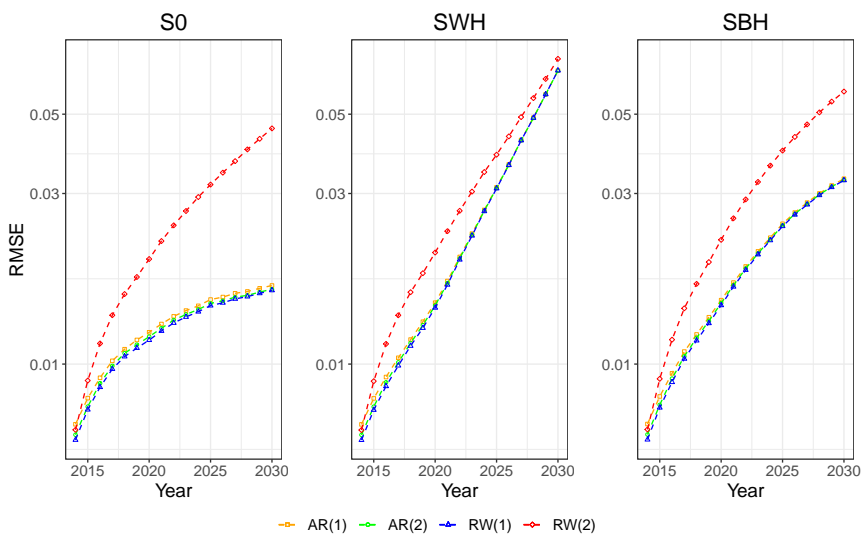 S0 SWH SBH
RMSE
0.05 0.05 0.05
0.03 0.03 0.03
0.01 0.01 0.01
2015 2020 2025 2030 2015 2020 2025 2030 2015 2020 2025 2030
Year Year Year
AR(1) AR(2) RW(1) RW(2)